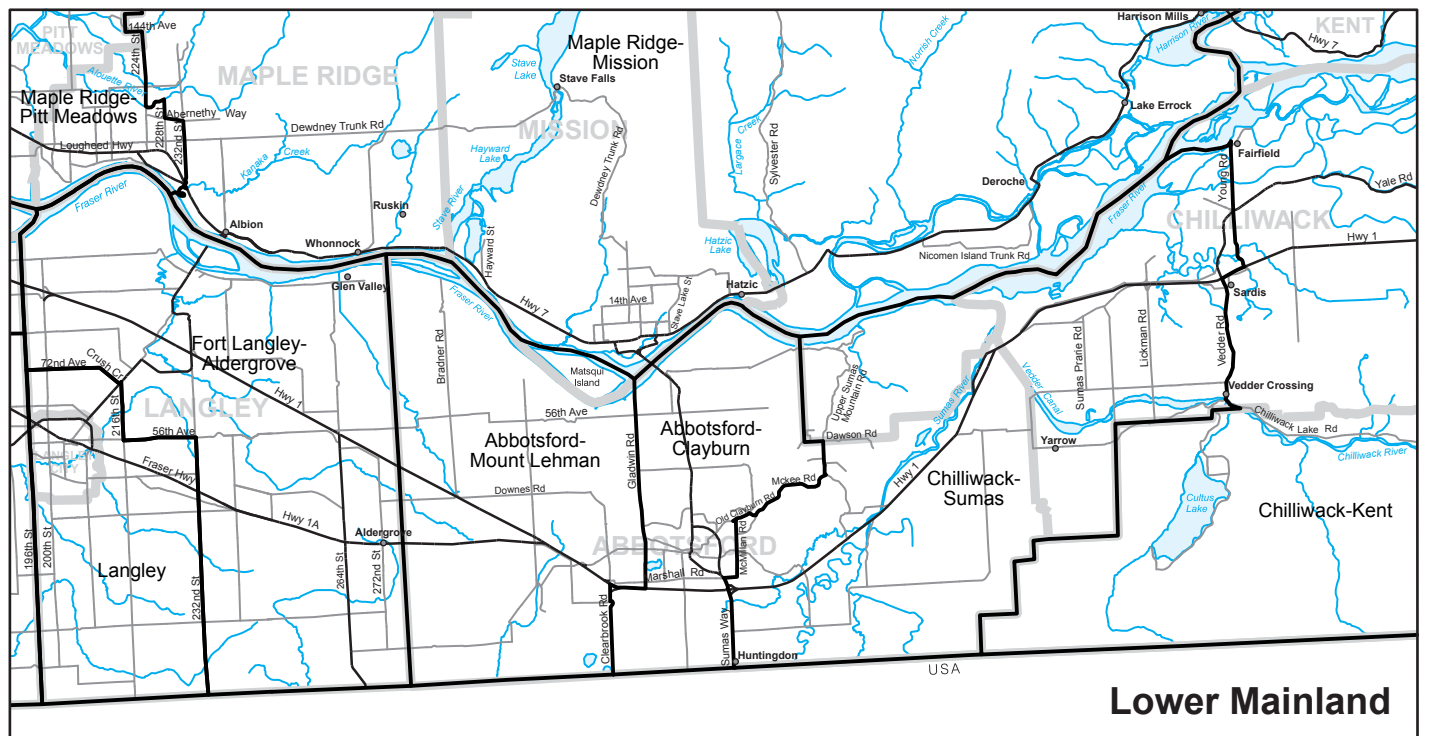 144th Ave
PITT
MEADOWS
224th St
Alouette River
MAPLE RIDGE
Maple Ridge-
Pitt Meadows
228th St
Abernethy Way
232nd St
Lougheed Hwy
Dewdney Trunk Rd
Kanaka Creek
Fraser River
Albion
Whonnock
Ruskin
Glen Valley
Stave Lake
Maple Ridge-
Mission
Stave Falls
MISSION
Hayward Lake
Dewdney Trunk Rd
Stave River
Hayward St
Fraser River
Hwy 7
14th Ave
Stave Lake St
Hatzic
Hatzic Lake
Largace Creek
Sylvester Rd
Norrish Creek
Harrison Mills
Harrison River
Hwy 7
KENT
Lake Errock
Deroche
Nicomen Island Trunk Rd
Fraser River
Fairfield
Young Rd
Yale Rd
CHILLIWACK
Hwy 1
Sardis
Vedder Rd
Lickman Rd
Sumas Prarie Rd
Vedder Crossing
Vedder Canal
Yarrow
Chilliwack Lake Rd
Chilliwack River
Cultus Lake
Chilliwack-Kent
Chilliwack-
Sumas
Sumas River
Hwy 1
Upper Sumas
Mountain Rd
Dawson Rd
Mckee Rd
Old Clayburn Rd
McMillan Rd
Abbotsford-
Clayburn
Gladwin Rd
Matsqui
Island
56th Ave
Bradner Rd
Abbotsford-
Mount Lehman
Downes Rd
ABBOTSFORD
Marshall Rd
Clearbrook Rd
Sumas Way
Huntingdon
Fort Langley-
Aldergrove
Hwy 1
72nd Ave
Crush Cr
LANGLEY
216th St
56th Ave
LANGLEY
CITY
Fraser Hwy
Hwy 1A
Aldergrove
196th St
200th St
Langley
232nd St
264th St
272nd St
USA
Lower Mainland